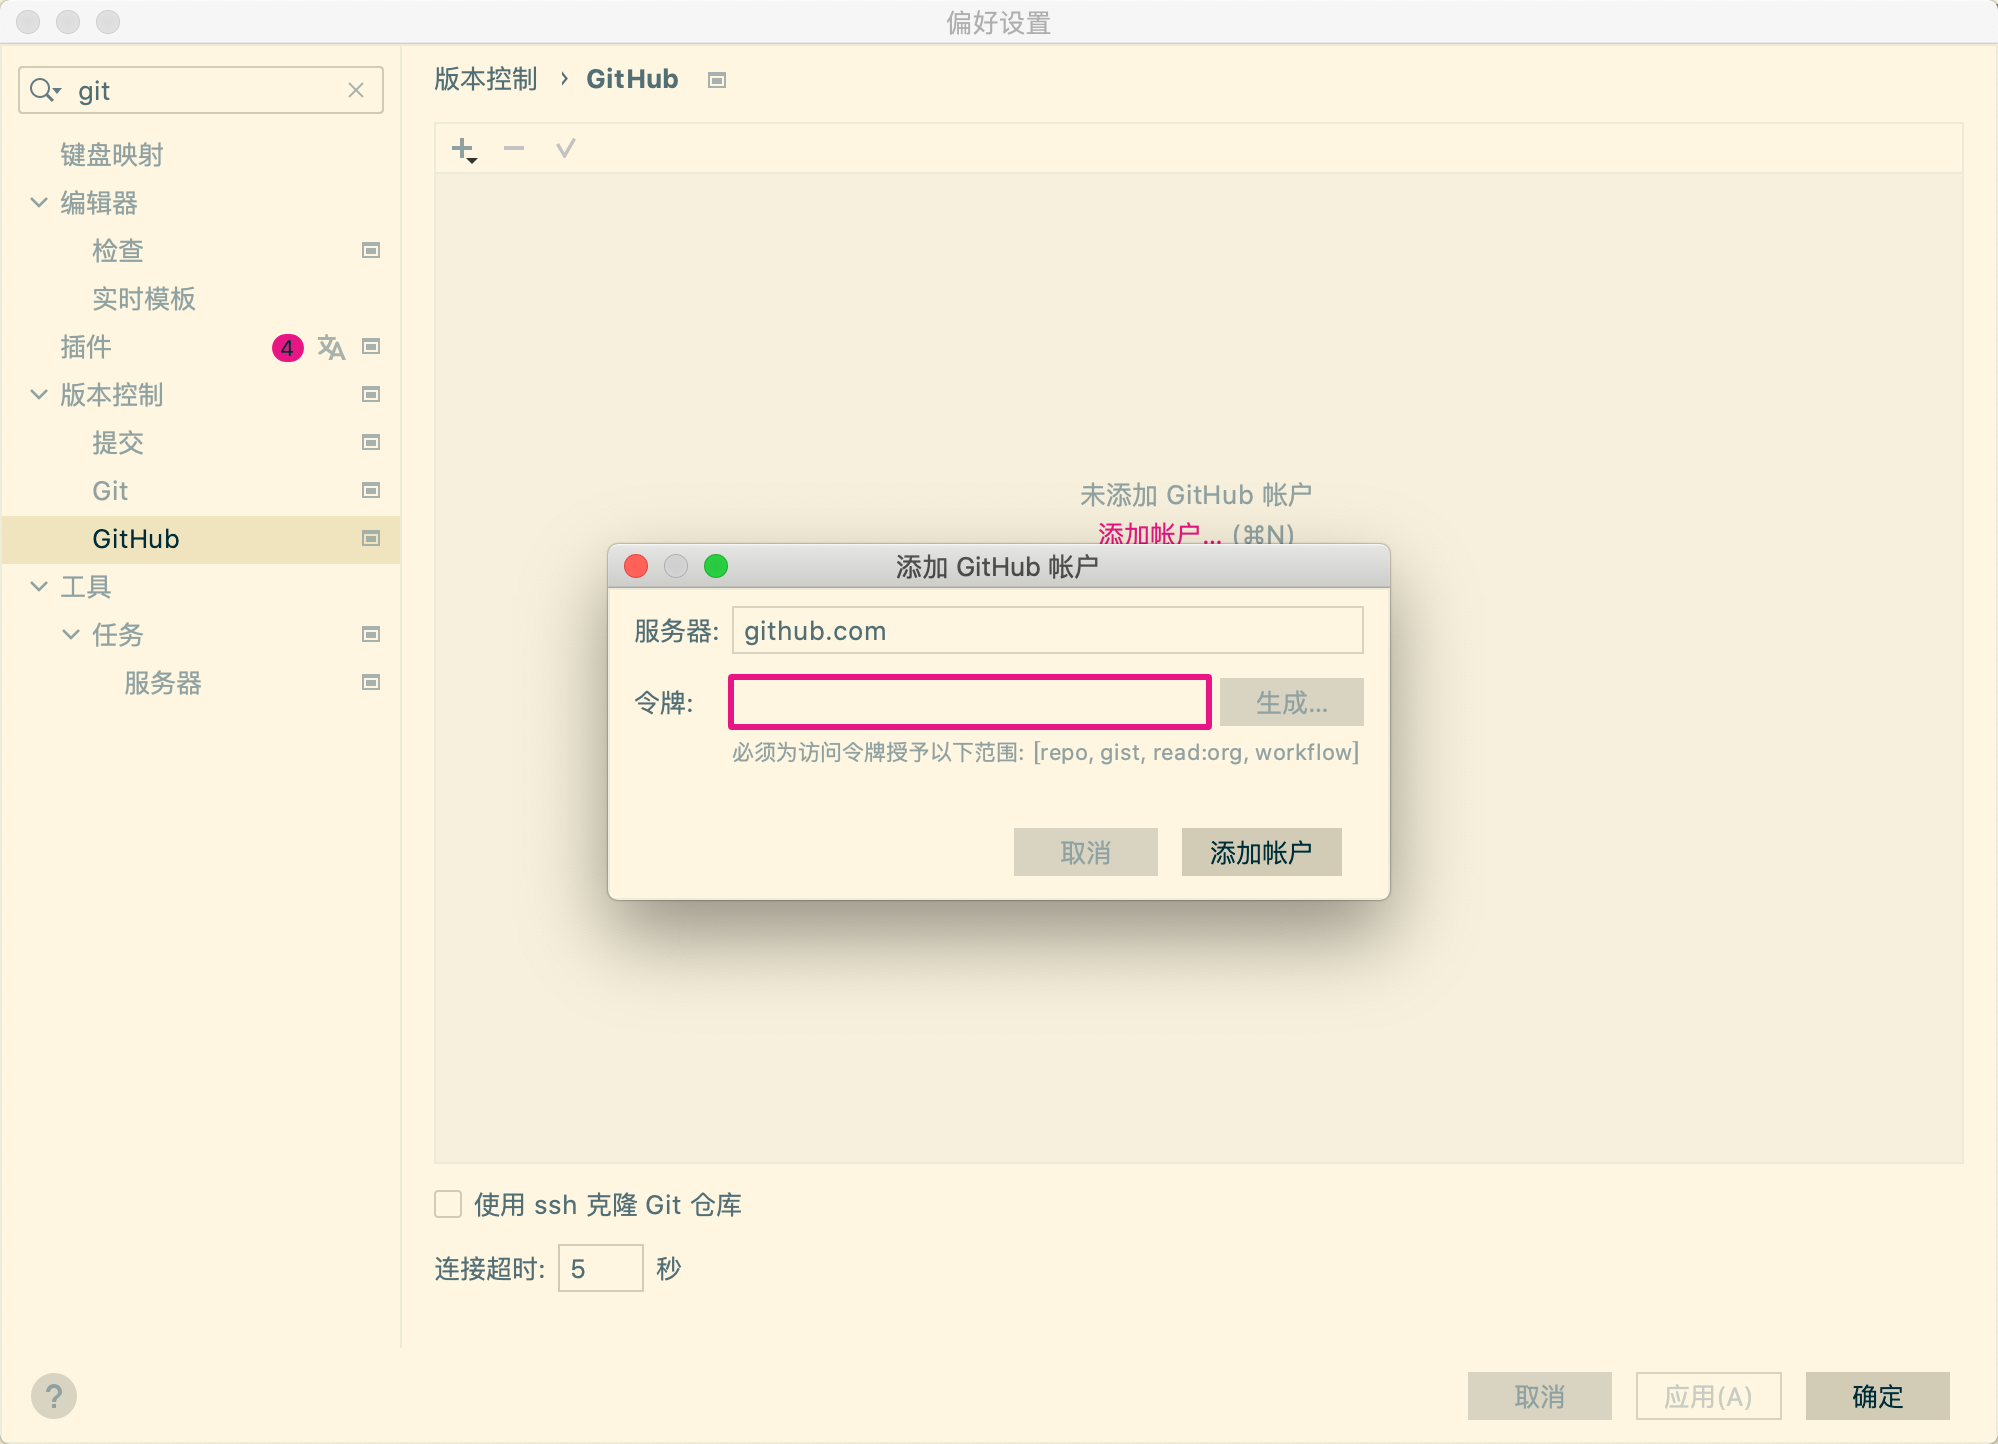 偏好设置
git
键盘映射
编辑器
检查
实时模板
插件 4 文A
版本控制
提交
Git
GitHub
工具
任务
服务器
版本控制 › GitHub
未添加 GitHub 帐户
添加帐户... (⌘N)
添加 GitHub 帐户
服务器: github.com
令牌: 生成...
必须为访问令牌授予以下范围: [repo, gist, read:org, workflow]
取消 添加帐户
使用 ssh 克隆 Git 仓库
连接超时: 5 秒
? 取消 应用(A) 确定